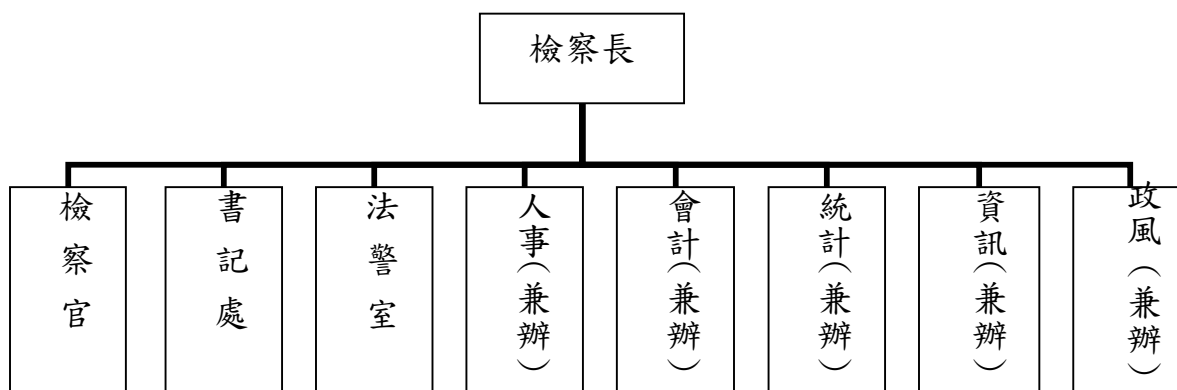 檢察長
檢察官
書記處
法警室
人事（兼辦）
會計（兼辦）
統計（兼辦）
資訊（兼辦）
政風（兼辦）